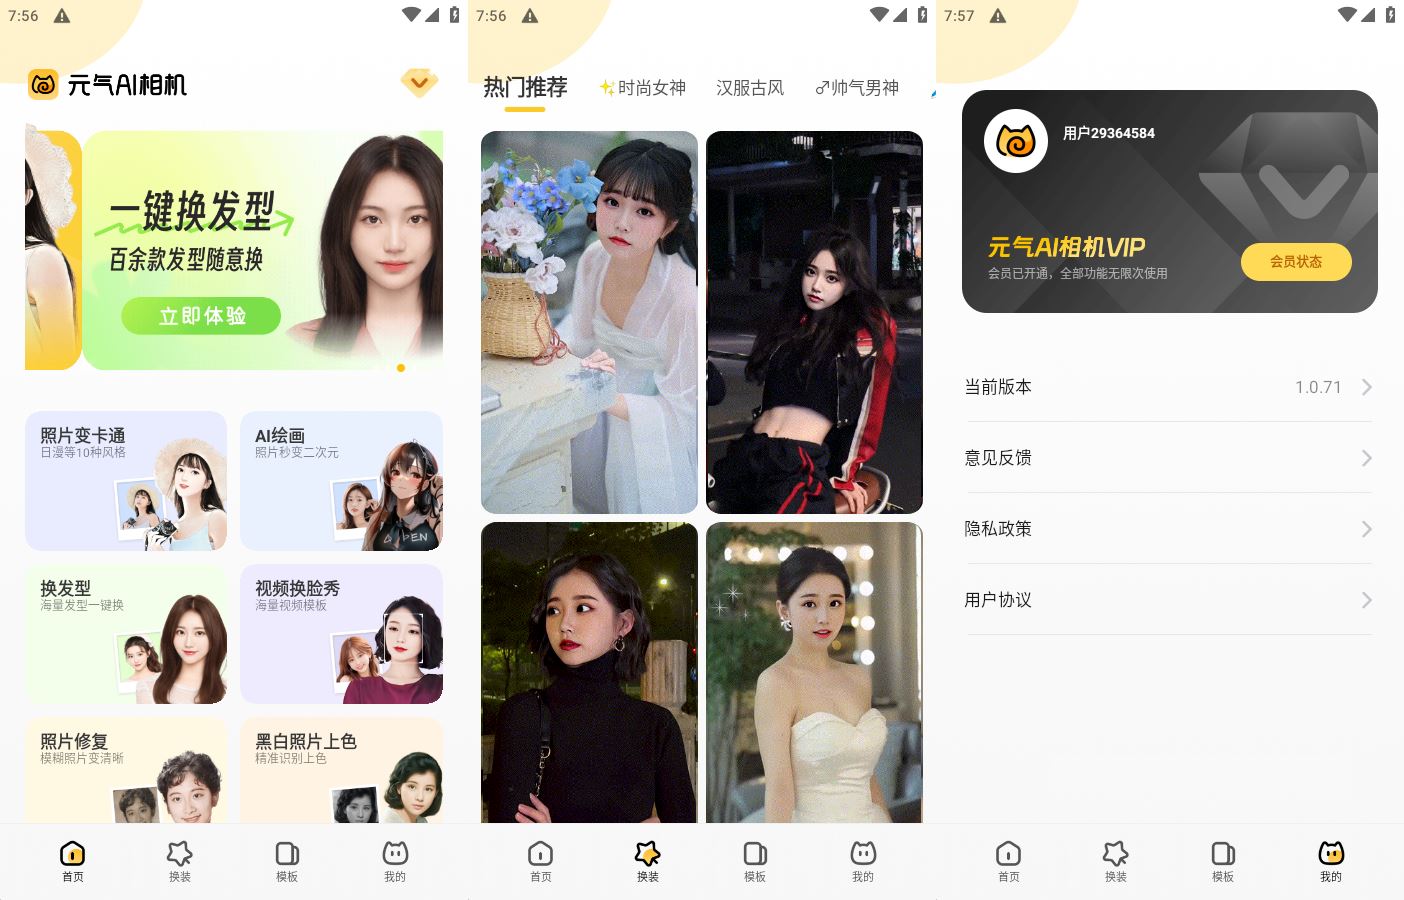 7:56
元气AI相机
一键换发型
百余款发型随意换
立即体验
照片变卡通
日漫等10种风格
AI绘画
照片秒变二次元
换发型
海量发型一键换
视频换脸秀
海量视频模板
照片修复
模糊照片变清晰
黑白照片上色
精准识别上色
首页
换装
模板
我的
7:56
热门推荐
时尚女神
汉服古风
♂帅气男神
首页
换装
模板
我的
7:57
用户29364584
元气AI相机VIP
会员已开通，全部功能无限次使用
会员状态
当前版本
1.0.71
意见反馈
隐私政策
用户协议
首页
换装
模板
我的